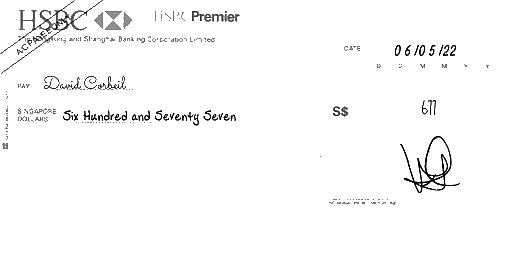 HSBC HSBC Premier
A/C PAYEE ONLY
The Hongkong and Shanghai Banking Corporation Limited
DATE 06/05/22
D D M M Y Y
PAY David Corbeil
SINGAPORE DOLLARS Six Hundred and Seventy Seven
S$ 677